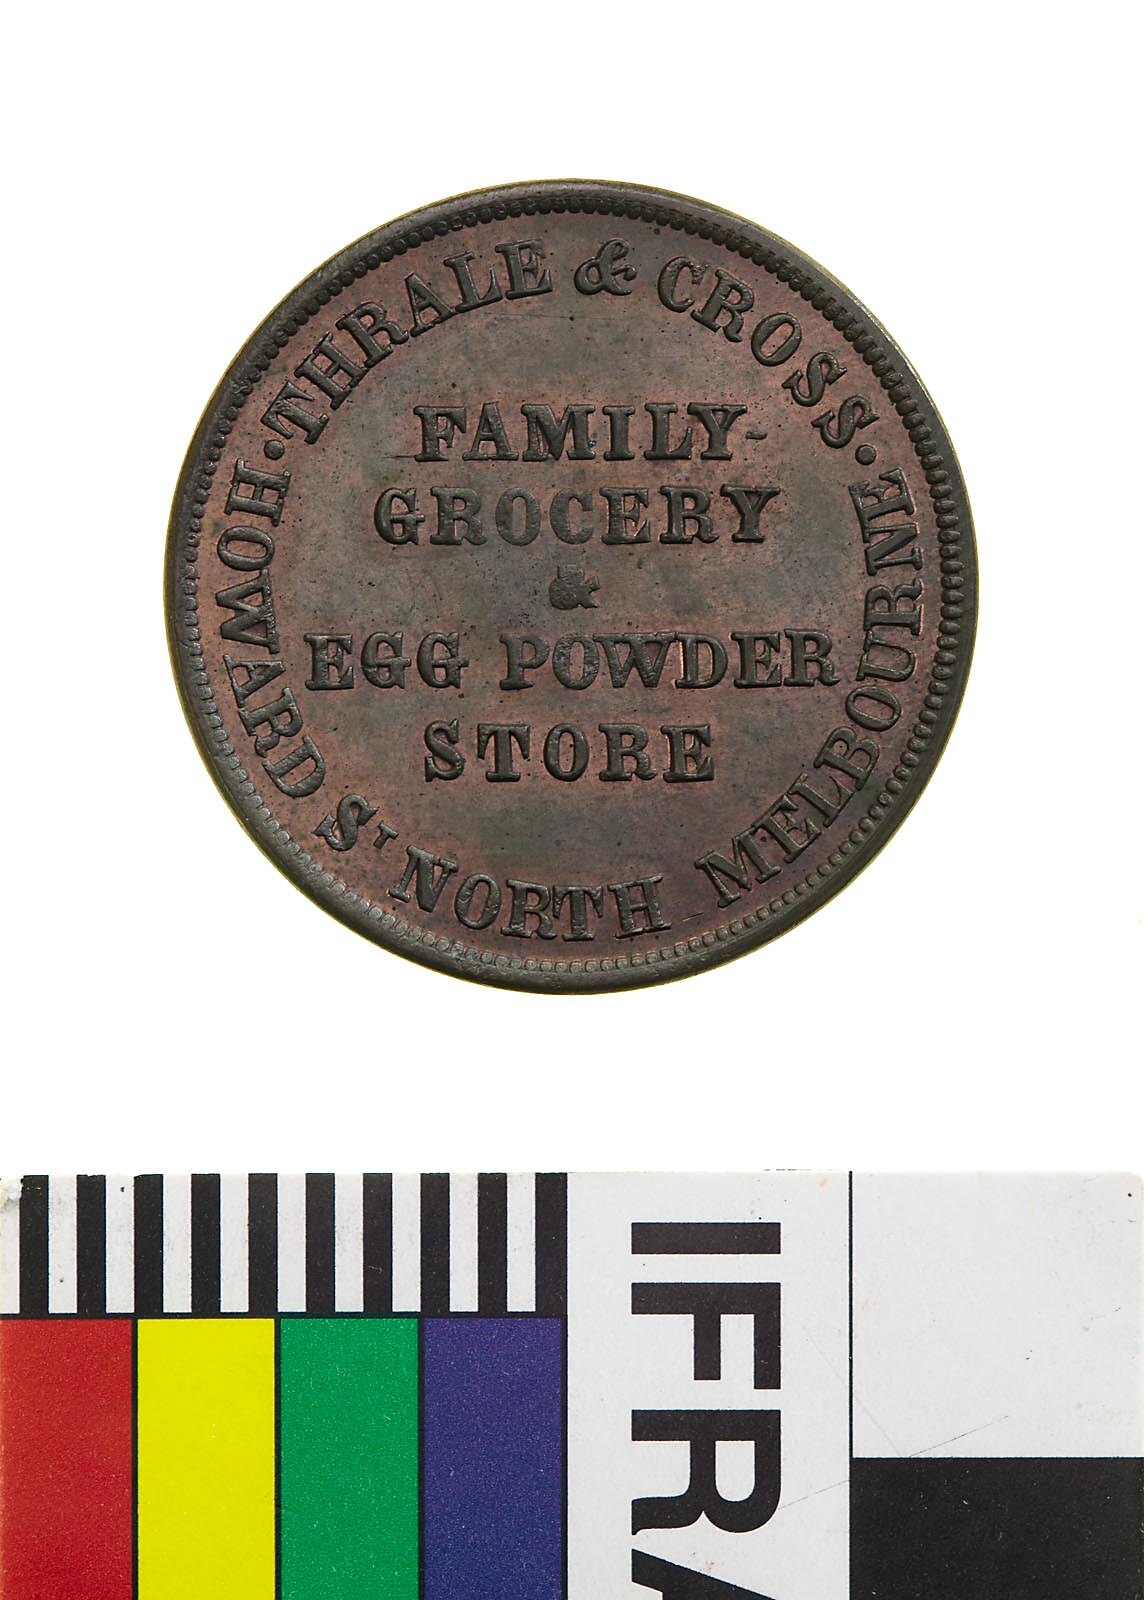 · THRALE & CROSS ·
HOWARD ST NORTH MELBOURNE
FAMILY
GROCERY
&
EGG POWDER
STORE
IFRA